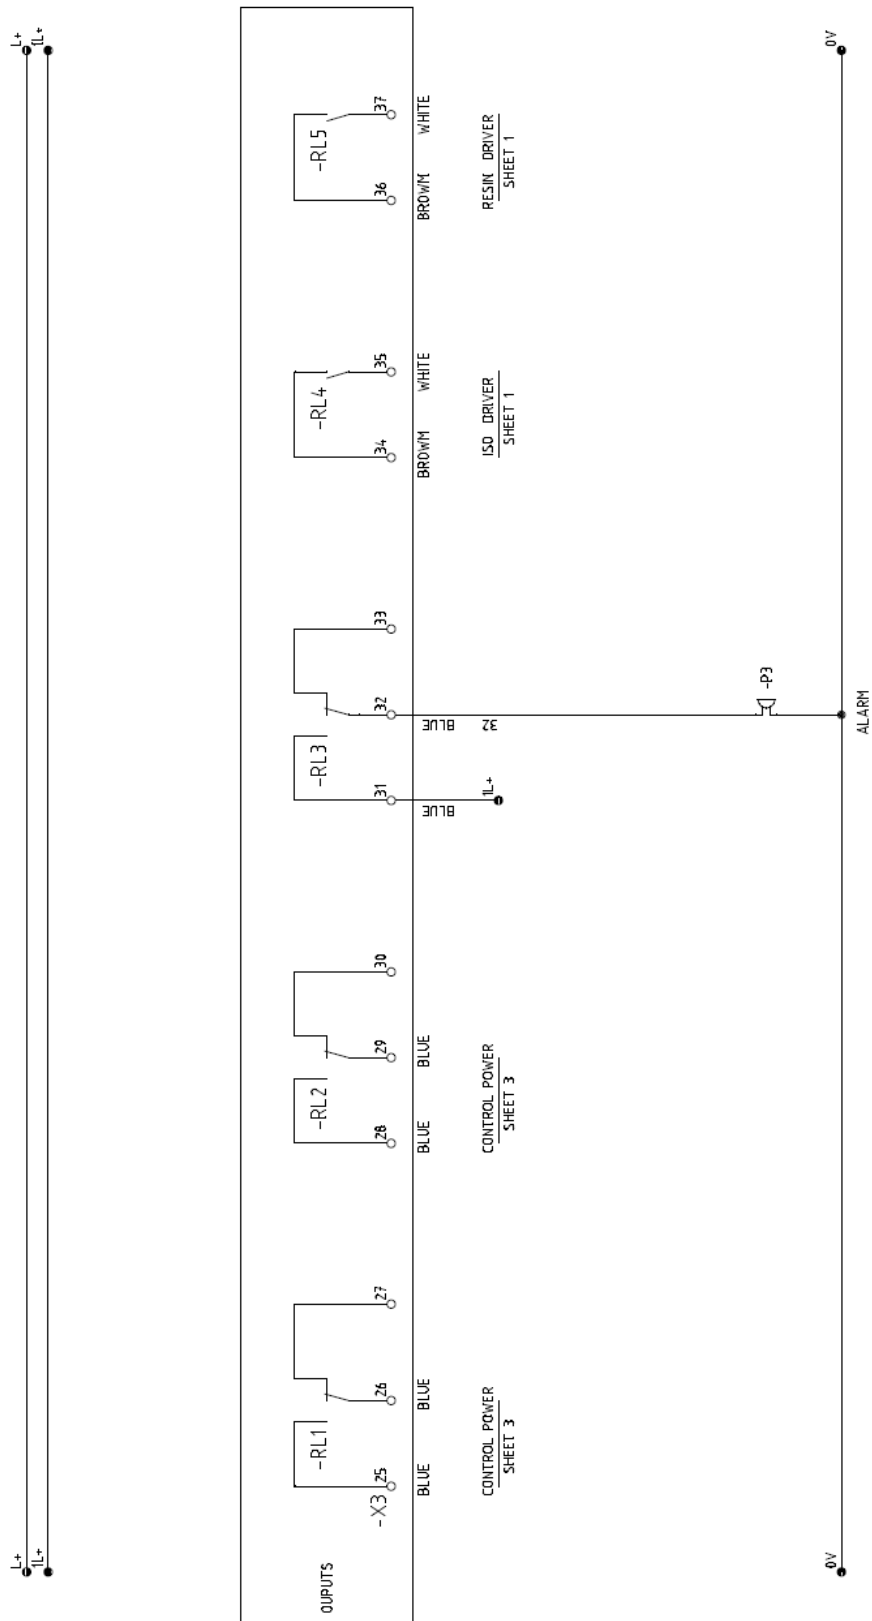 L+
1L+
OUPUTS
-X3
25
-RL1
26
27
BLUE
BLUE
CONTROL POWER
SHEET 3
28
-RL2
29
30
BLUE
BLUE
CONTROL POWER
SHEET 3
31
-RL3
32
33
BLUE
BLUE
1L+
32
-P3
ALARM
34
-RL4
35
BROWM
WHITE
ISO DRIVER
SHEET 1
36
-RL5
37
BROWM
WHITE
RESIN DRIVER
SHEET 1
L+
1L+
0V
0V